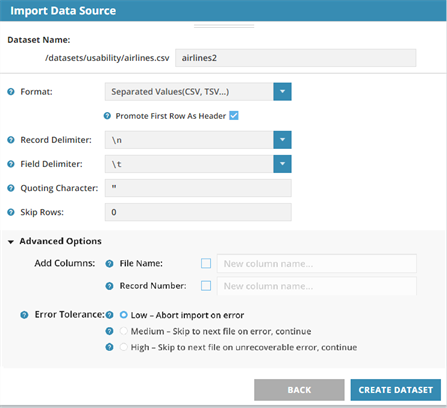 Import Data Source
Dataset Name:
/datasets/usability/airlines.csv airlines2
Format: Separated Values(CSV, TSV...)
Promote First Row As Header
Record Delimiter: \n
Field Delimiter: \t
Quoting Character: "
Skip Rows: 0
Advanced Options
Add Columns: File Name: New column name...
Record Number: New column name...
Error Tolerance: Low – Abort import on error
Medium – Skip to next file on error, continue
High – Skip to next file on unrecoverable error, continue
BACK CREATE DATASET